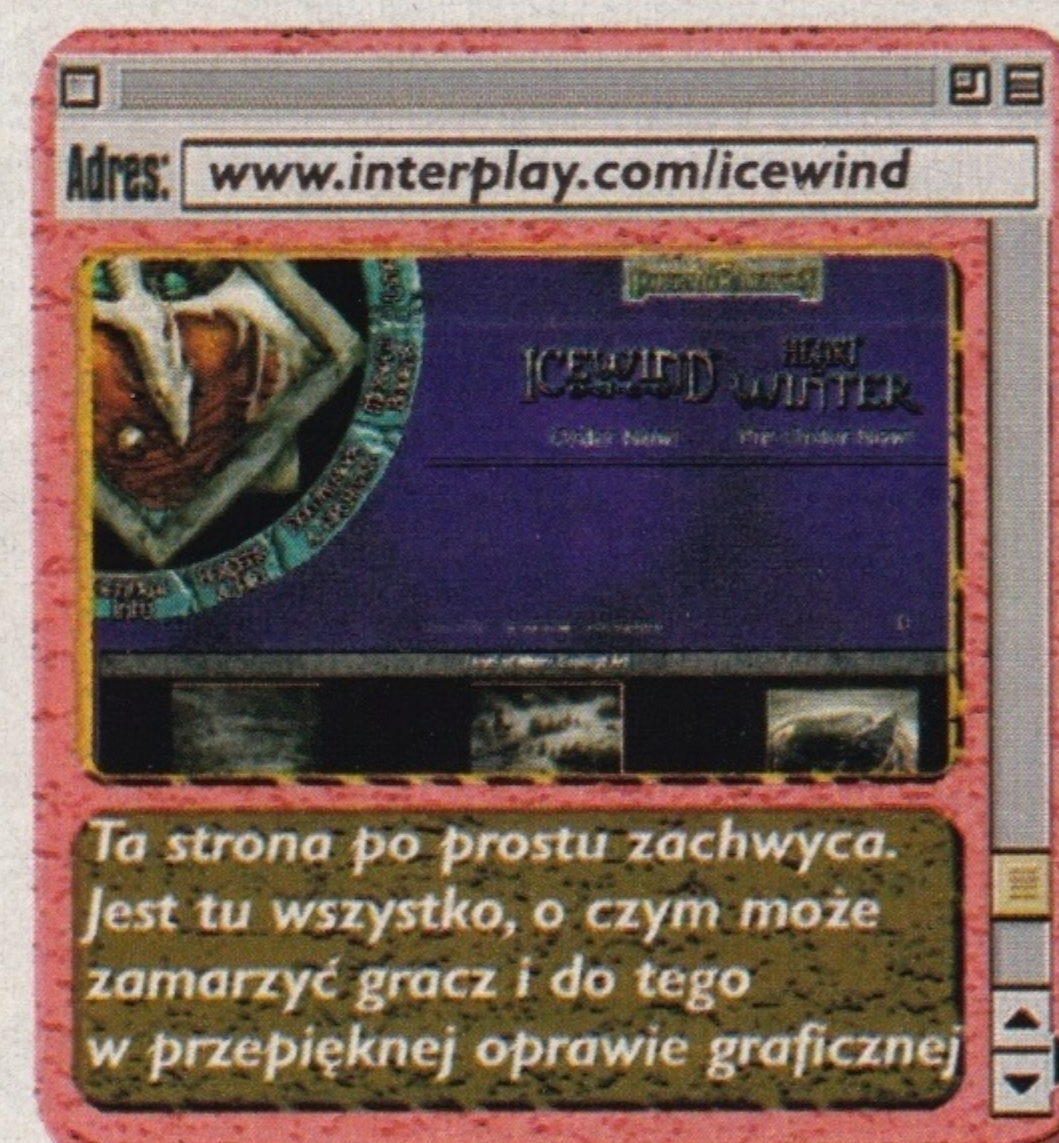 Adres: www.interplay.com/icewind
ICEWIND
HEART
WINTER
Order Now!
Pre-Order Now!
Ta strona po prostu zachwyca.
Jest tu wszystko, o czym może
zamarzyć gracz i do tego
w przepięknej oprawie graficznej